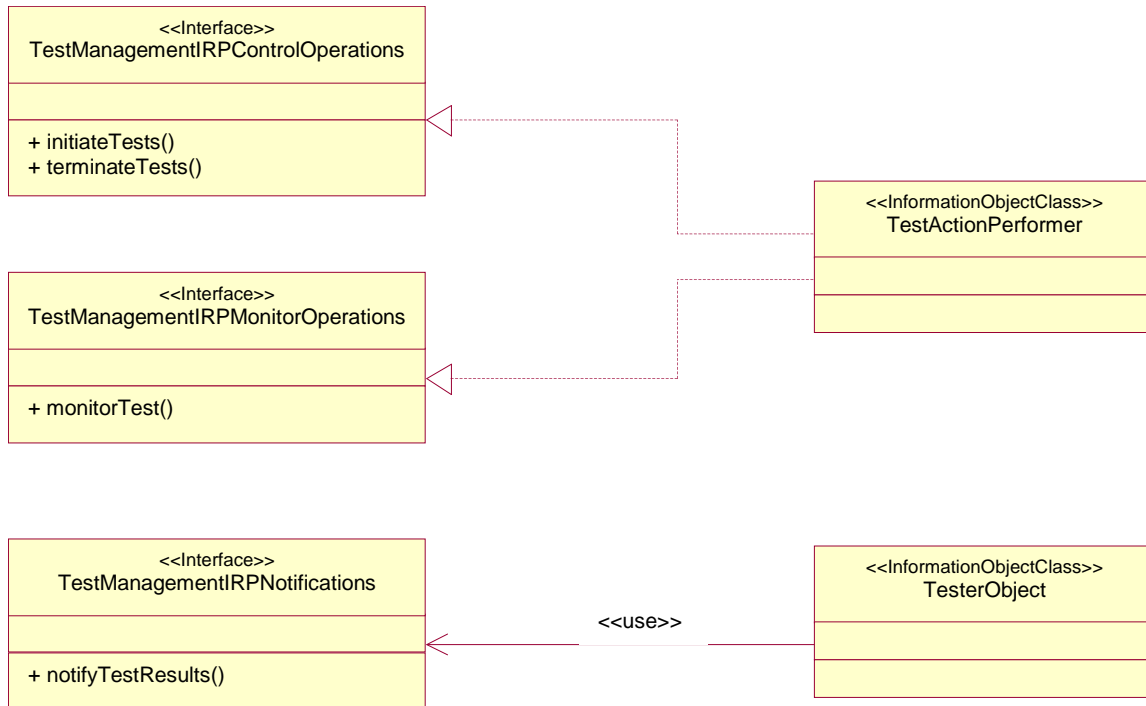 <<Interface>>
TestManagementIRPControlOperations
+ initiateTests()
+ terminateTests()
<<InformationObjectClass>>
TestActionPerformer
<<Interface>>
TestManagementIRPMonitorOperations
+ monitorTest()
<<Interface>>
TestManagementIRPNotifications
+ notifyTestResults()
<<use>>
<<InformationObjectClass>>
TesterObject